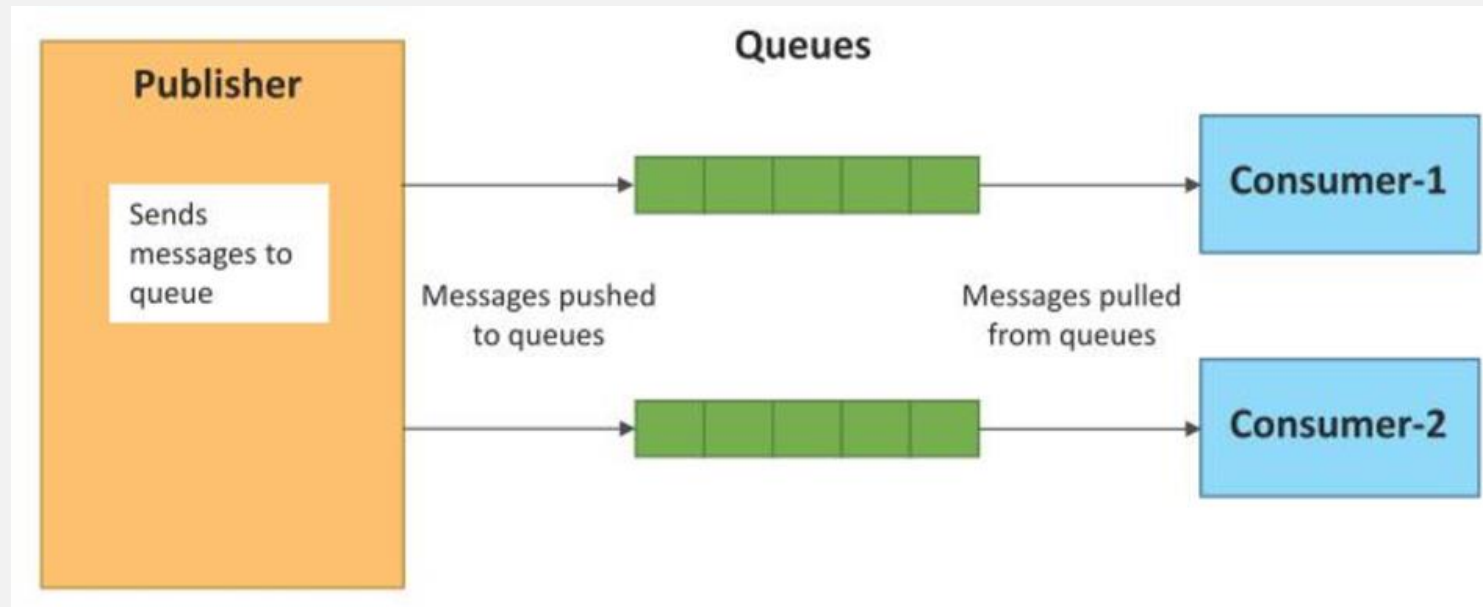 Queues
Publisher
Sends
messages to
queue
Messages pushed
to queues
Messages pulled
from queues
Consumer-1
Consumer-2